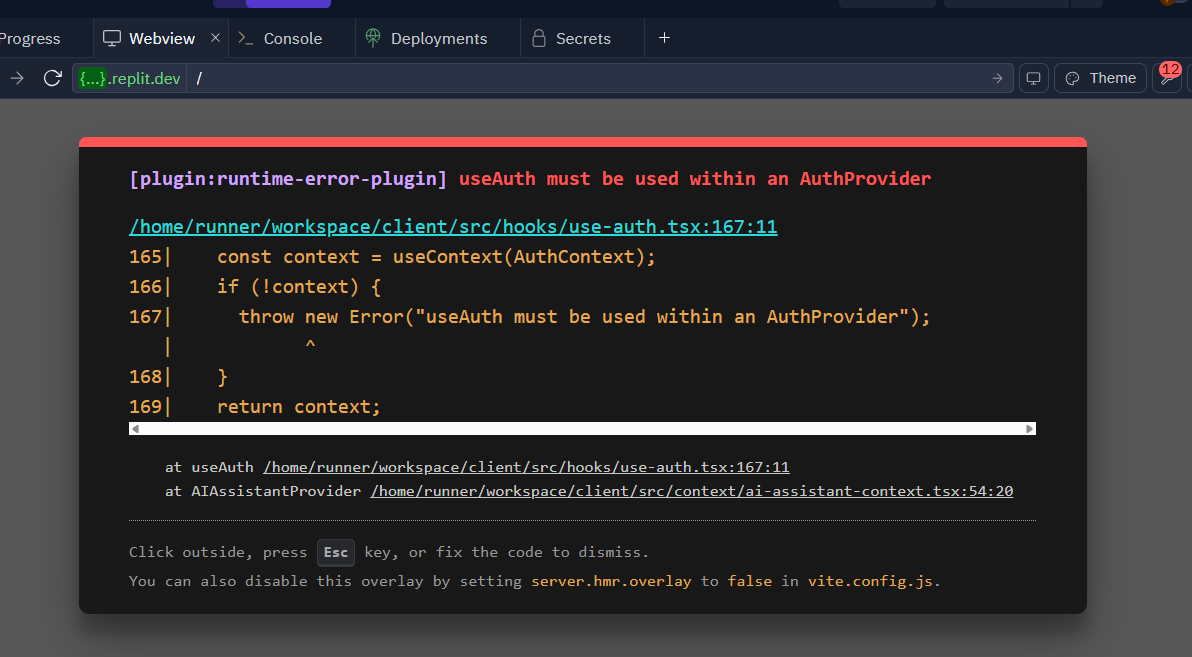 Progress
Webview ×
>_ Console
Deployments
Secrets
+
{...}.replit.dev /
Theme
12
[plugin:runtime-error-plugin] useAuth must be used within an AuthProvider
/home/runner/workspace/client/src/hooks/use-auth.tsx:167:11
165|    const context = useContext(AuthContext);
166|    if (!context) {
167|      throw new Error("useAuth must be used within an AuthProvider");
   |            ^
168|    }
169|    return context;
at useAuth /home/runner/workspace/client/src/hooks/use-auth.tsx:167:11
at AIAssistantProvider /home/runner/workspace/client/src/context/ai-assistant-context.tsx:54:20
Click outside, press Esc key, or fix the code to dismiss.
You can also disable this overlay by setting server.hmr.overlay to false in vite.config.js.